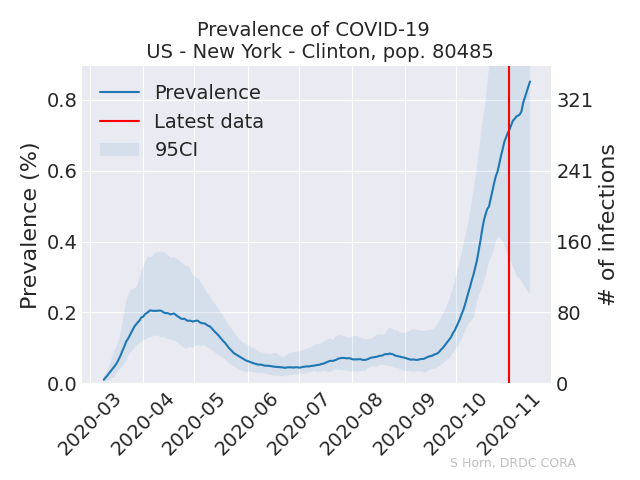 Prevalence of COVID-19
US - New York - Clinton, pop. 80485
Prevalence
Latest data
95CI
Prevalence (%)
0.8
0.6
0.4
0.2
0.0
321
241
160
80
0
# of infections
2020-03
2020-04
2020-05
2020-06
2020-07
2020-08
2020-09
2020-10
2020-11
S Horn, DRDC CORA